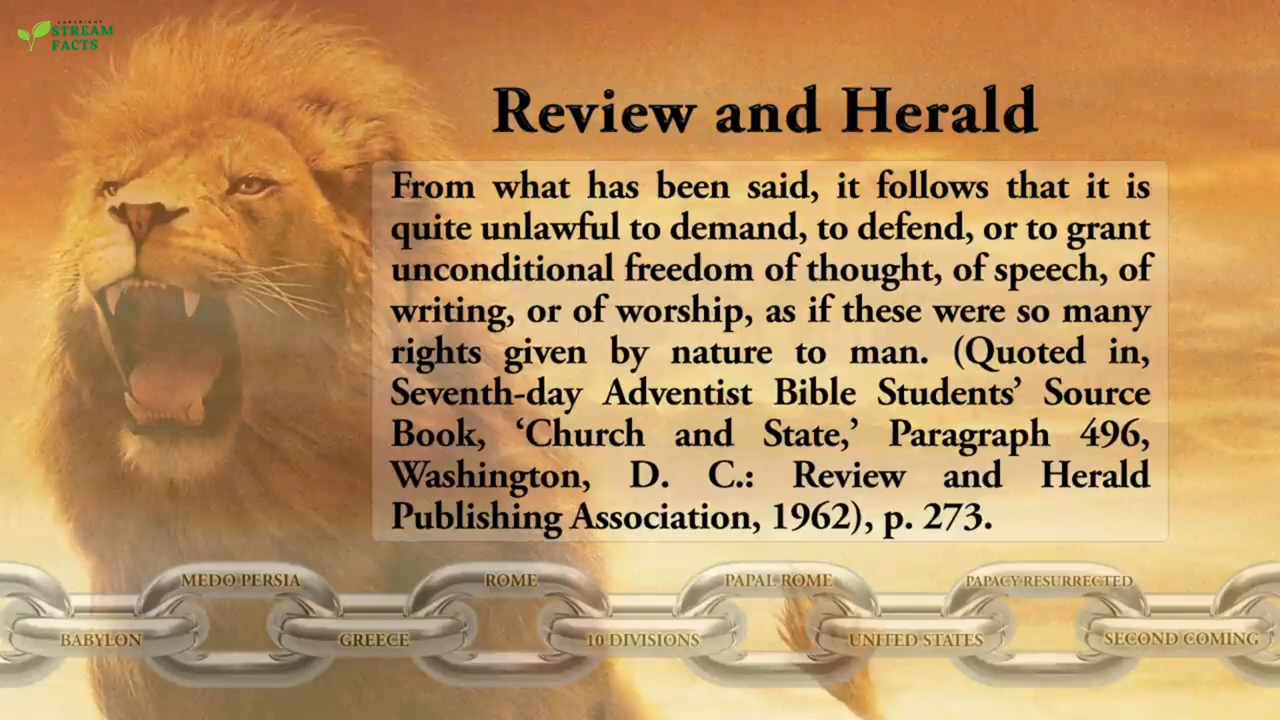 COPYRIGHT
STREAM
FACTS
Review and Herald
From what has been said, it follows that it is
quite unlawful to demand, to defend, or to grant
unconditional freedom of thought, of speech, of
writing, or of worship, as if these were so many
rights given by nature to man. (Quoted in,
Seventh-day Adventist Bible Students’ Source
Book, ‘Church and State,’ Paragraph 496,
Washington, D. C.: Review and Herald
Publishing Association, 1962), p. 273.
MEDO PERSIA ROME PAPAL ROME PAPACY RESURRECTED
BABYLON GREECE 10 DIVISIONS UNITED STATES SECOND COMING